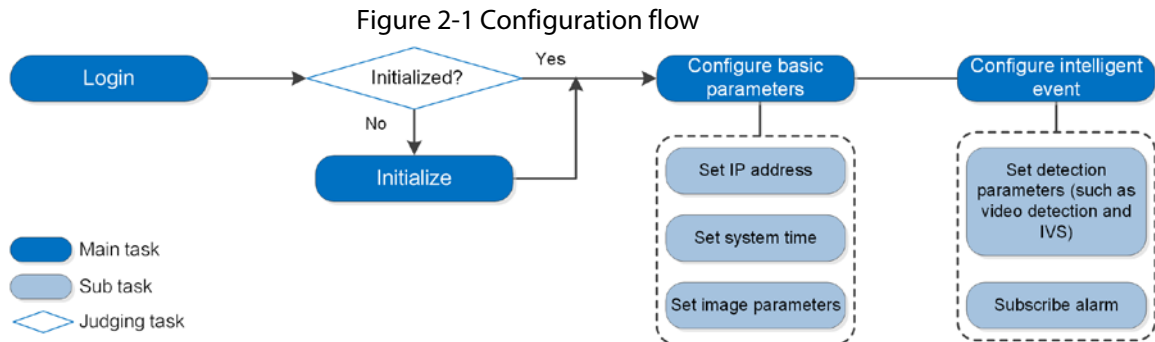 Figure 2-1 Configuration flow
Login
Initialized?
Yes
Configure basic
parameters
Configure intelligent
event
No
Initialize
Set IP address
Set system time
Set image parameters
Set detection
parameters (such as
video detection and
IVS)
Subscribe alarm
Main task
Sub task
Judging task